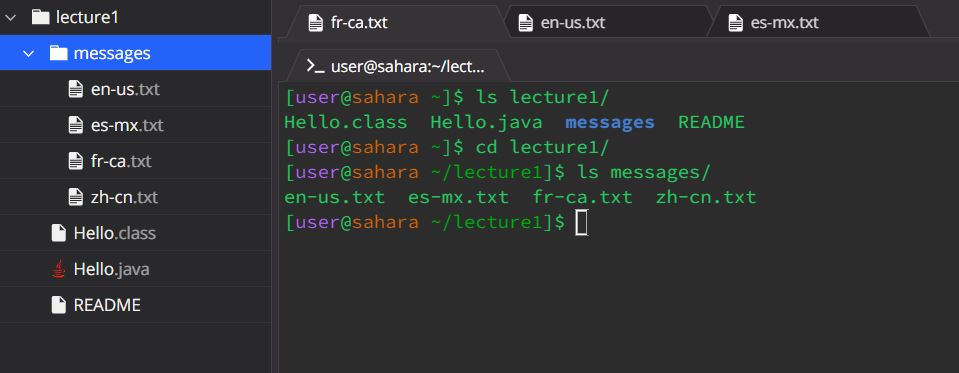 lecture1
messages
en-us.txt
es-mx.txt
fr-ca.txt
zh-cn.txt
Hello.class
Hello.java
README
fr-ca.txt en-us.txt es-mx.txt
user@sahara:~/lect...
[user@sahara ~]$ ls lecture1/
Hello.class Hello.java messages README
[user@sahara ~]$ cd lecture1/
[user@sahara ~/lecture1]$ ls messages/
en-us.txt es-mx.txt fr-ca.txt zh-cn.txt
[user@sahara ~/lecture1]$